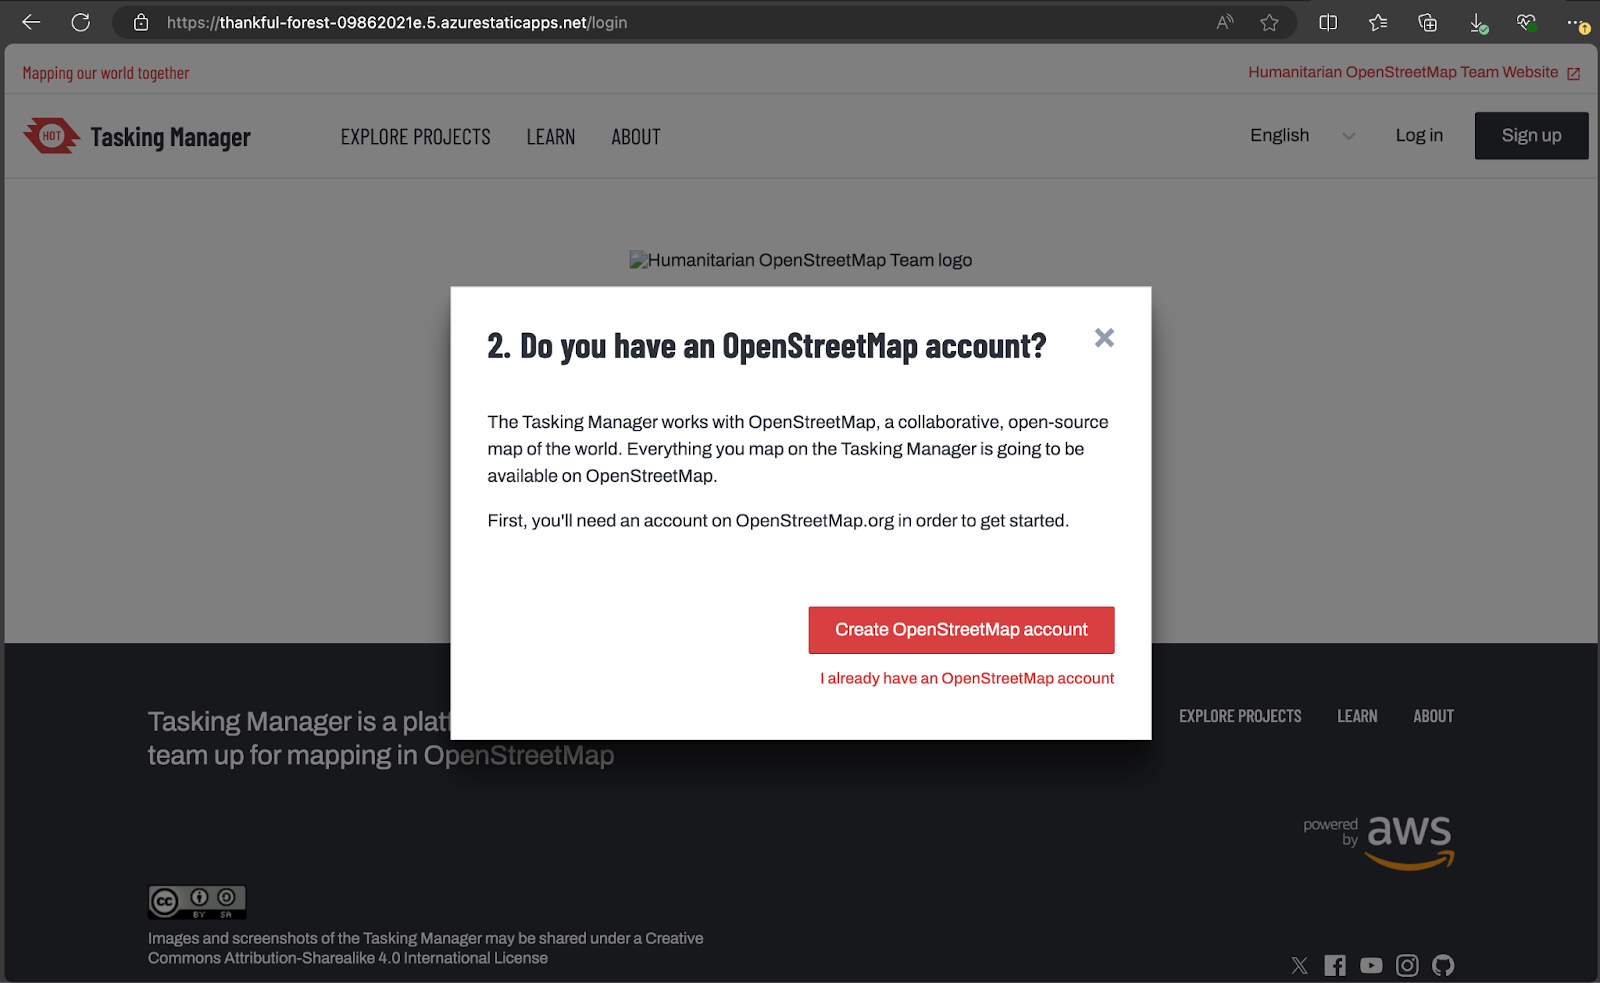 https://thankful-forest-09862021e.5.azurestaticapps.net/login
Mapping our world together
Humanitarian OpenStreetMap Team Website
HOT
Tasking Manager
EXPLORE PROJECTS
LEARN
ABOUT
English
Log in
Sign up
Humanitarian OpenStreetMap Team logo
2. Do you have an OpenStreetMap account?
The Tasking Manager works with OpenStreetMap, a collaborative, open-source
map of the world. Everything you map on the Tasking Manager is going to be
available on OpenStreetMap.
First, you'll need an account on OpenStreetMap.org in order to get started.
Create OpenStreetMap account
I already have an OpenStreetMap account
Tasking Manager is a plat
team up for mapping in OpenStreetMap
EXPLORE PROJECTS
LEARN
ABOUT
powered
by
aws
cc
BY SA
Images and screenshots of the Tasking Manager may be shared under a Creative
Commons Attribution-Sharealike 4.0 International License